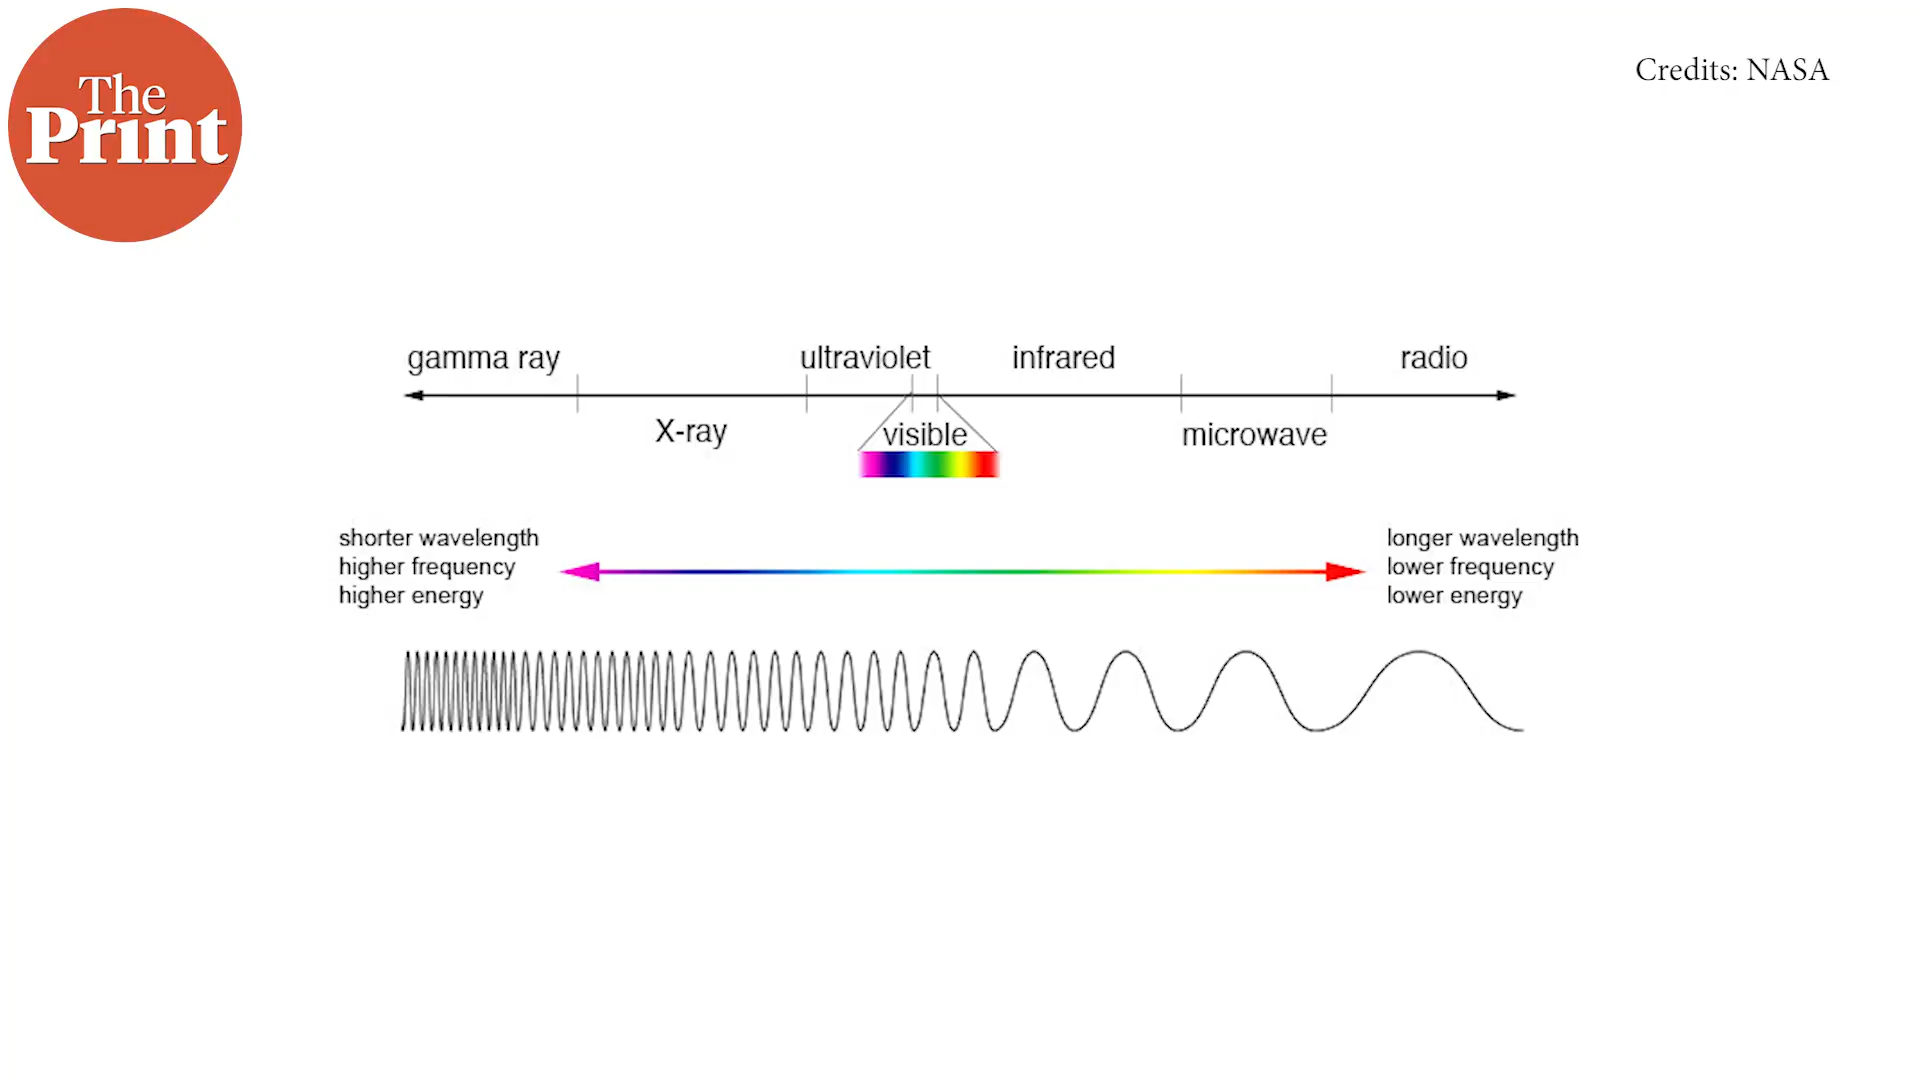 The
Print
Credits: NASA
gamma ray
ultraviolet
infrared
radio
X-ray
visible
microwave
shorter wavelength
higher frequency
higher energy
longer wavelength
lower frequency
lower energy